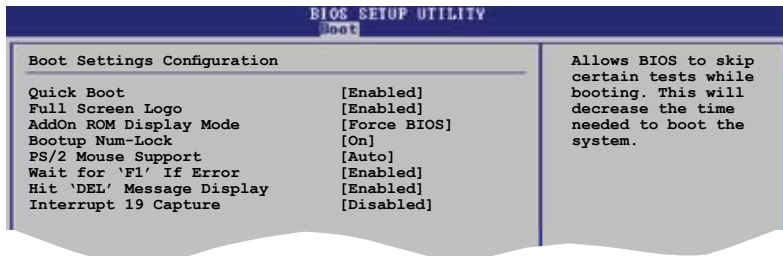 BIOS SETUP UTILITY
Boot
Boot Settings Configuration
Quick Boot [Enabled]
Full Screen Logo [Enabled]
AddOn ROM Display Mode [Force BIOS]
Bootup Num-Lock [On]
PS/2 Mouse Support [Auto]
Wait for ‘F1’ If Error [Enabled]
Hit ‘DEL’ Message Display [Enabled]
Interrupt 19 Capture [Disabled]
Allows BIOS to skip
certain tests while
booting. This will
decrease the time
needed to boot the
system.